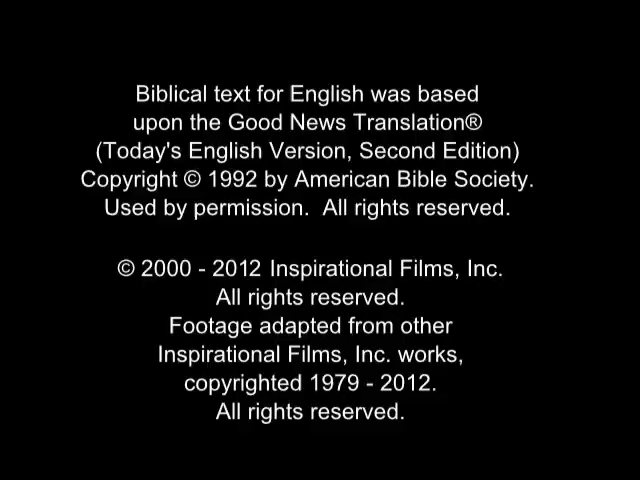 Biblical text for English was based
upon the Good News Translation®
(Today's English Version, Second Edition)
Copyright © 1992 by American Bible Society.
Used by permission.  All rights reserved.
© 2000 - 2012 Inspirational Films, Inc.
All rights reserved.
Footage adapted from other
Inspirational Films, Inc. works,
copyrighted 1979 - 2012.
All rights reserved.